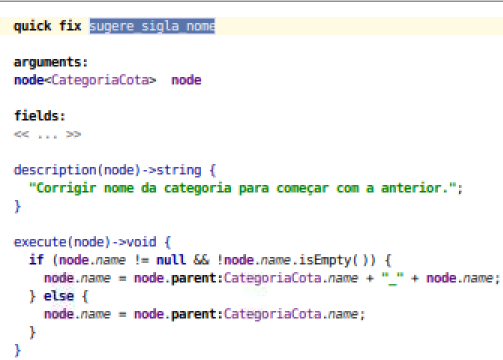 quick fix sugere sigla nome
arguments:
node<CategoriaCota> node
fields:
<< ... >>
description(node)->string {
"Corrigir nome da categoria para começar com a anterior.";
}
execute(node)->void {
if (node.name != null && !node.name.isEmpty()) {
node.name = node.parent:CategoriaCota.name + "_" + node.name;
} else {
node.name = node.parent:CategoriaCota.name;
}
}